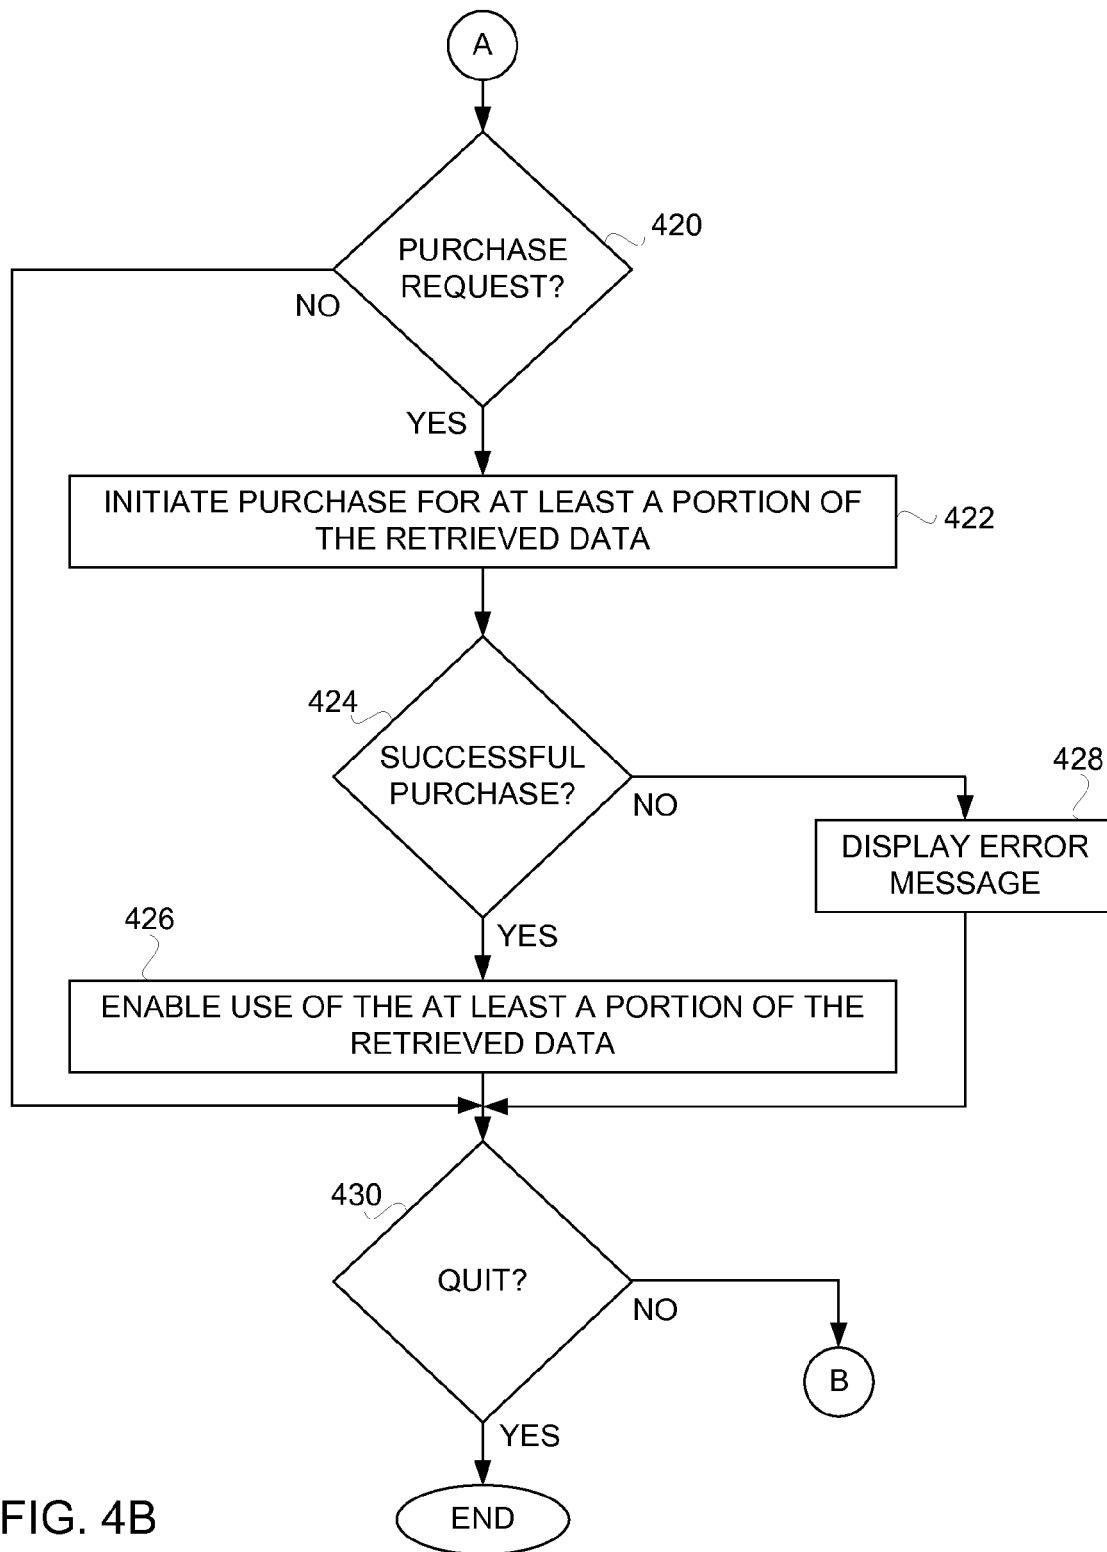 A
PURCHASE
REQUEST?
420
NO
YES
INITIATE PURCHASE FOR AT LEAST A PORTION OF
THE RETRIEVED DATA
422
424
SUCCESSFUL
PURCHASE?
NO
428
DISPLAY ERROR
MESSAGE
YES
426
ENABLE USE OF THE AT LEAST A PORTION OF THE
RETRIEVED DATA
430
QUIT?
NO
B
YES
END
FIG. 4B